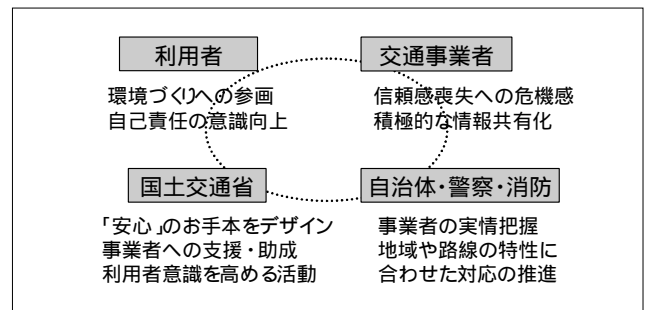 利用者
環境づくりへの参画
自己責任の意識向上
交通事業者
信頼感喪失への危機感
積極的な情報共有化
国土交通省
「安心」のお手本をデザイン
事業者への支援・助成
利用者意識を高める活動
自治体・警察・消防
事業者の実情把握
地域や路線の特性に
合わせた対応の推進